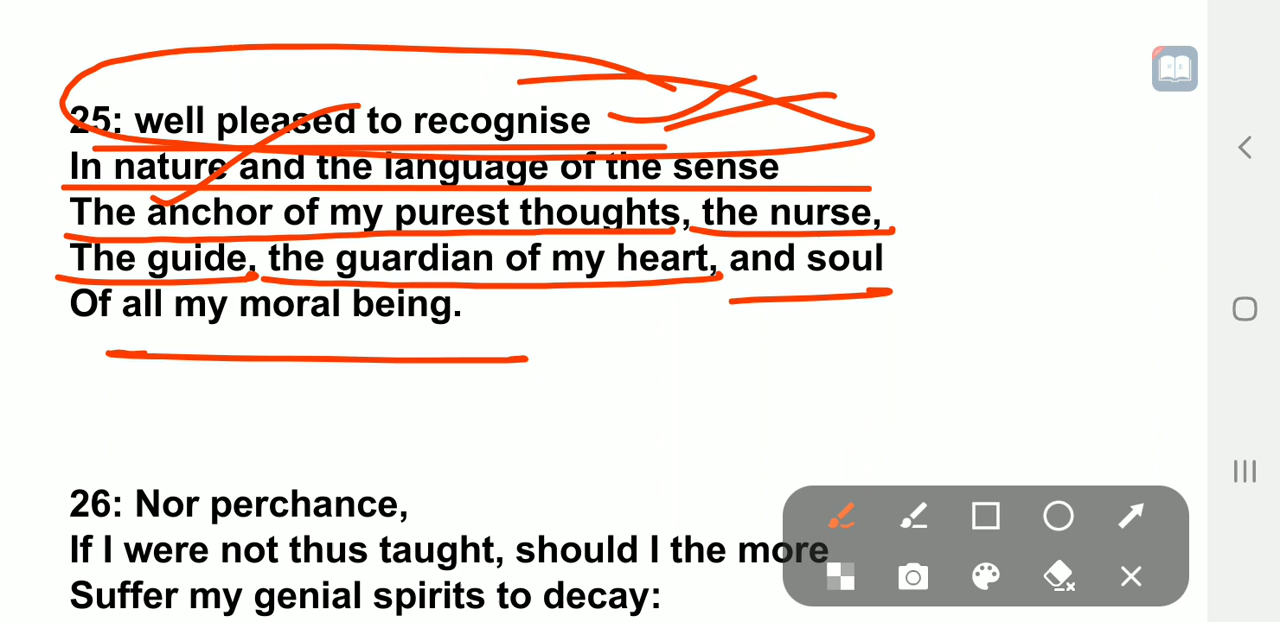 25: well pleased to recognise
In nature and the language of the sense
The anchor of my purest thoughts, the nurse,
The guide, the guardian of my heart, and soul
Of all my moral being.
26: Nor perchance,
If I were not thus taught, should I the more
Suffer my genial spirits to decay: